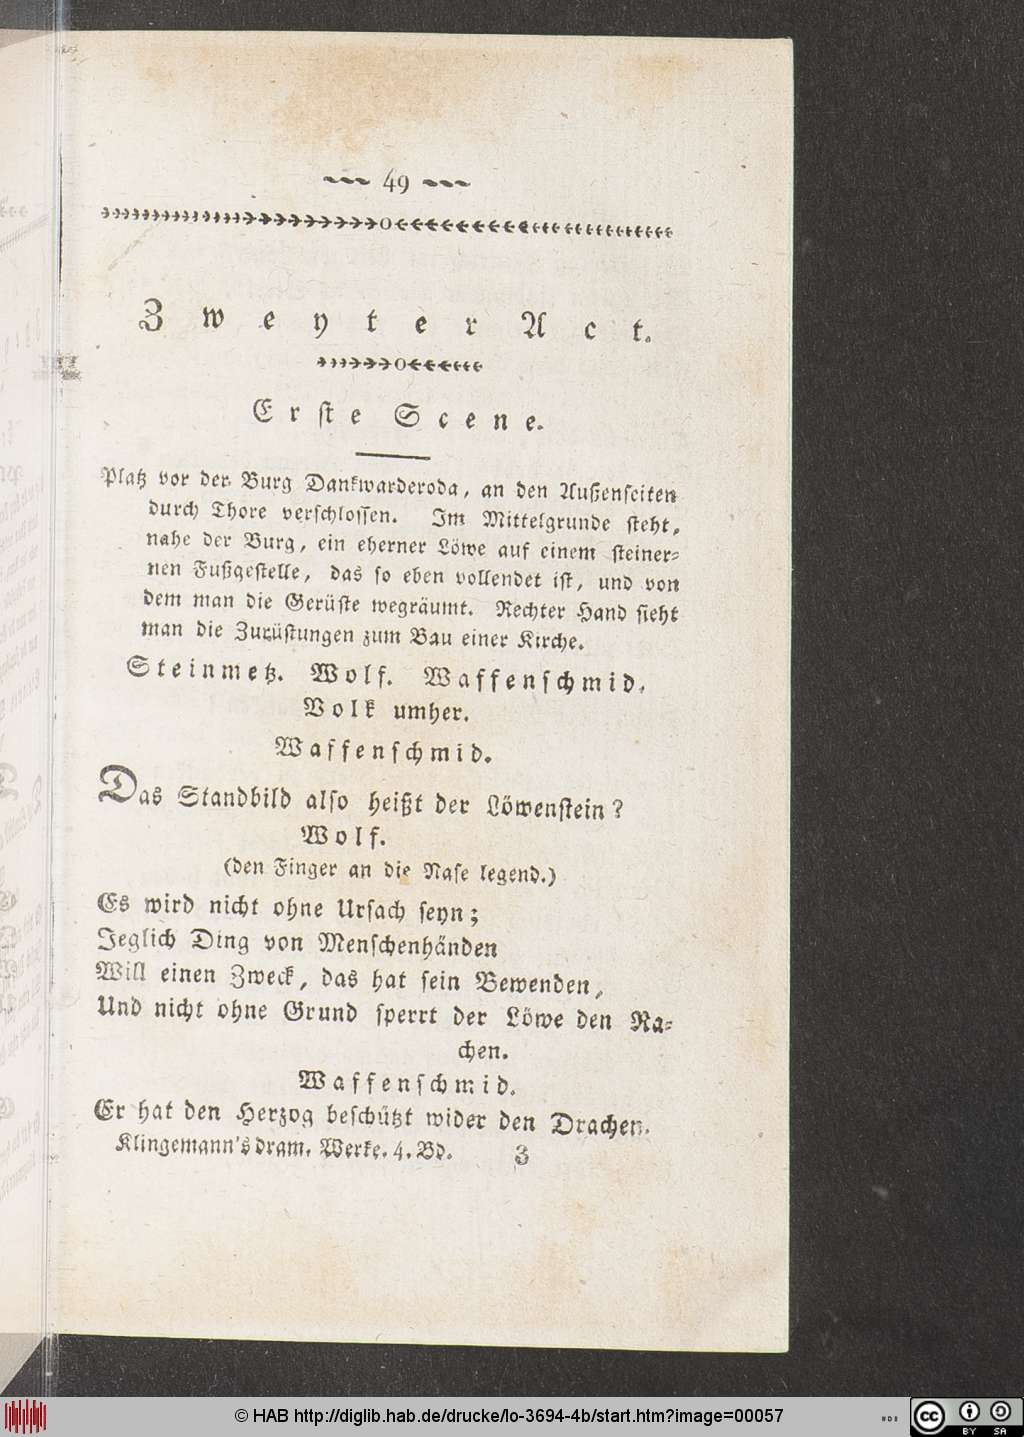 49
Zweyter Act.
Erste Scene.
Platz vor der Burg Dankwarderoda, an den Außenseiten
durch Thore verschlossen. Im Mittelgrunde steht,
nahe der Burg, ein eherner Löwe auf einem steiner-
nen Fußgestelle, das so eben vollendet ist, und von
dem man die Gerüste wegräumt. Rechter Hand sieht
man die Zurüstungen zum Bau einer Kirche.
Steinmetz. Wolf. Waffenschmid.
Volk umher.
Waffenschmid.
Das Standbild also heißt der Löwenstein?
Wolf.
(den Finger an die Nase legend.)
Es wird nicht ohne Ursach seyn;
Jeglich Ding von Menschenhänden
Will einen Zweck, das hat sein Bewenden,
Und nicht ohne Grund sperrt der Löwe den Ra-
chen.
Waffenschmid.
Er hat den Herzog beschützt wider den Drachen.
Klingemann's dram. Werke. 4. Bd. 3
© HAB http://diglib.hab.de/drucke/lo-3694-4b/start.htm?image=00057
cc BY SA